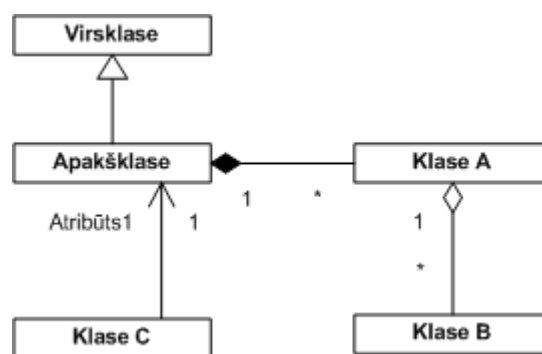 Virsklase
Apakšklase
Klase A
1
*
Atribūts1
1
1
*
Klase C
Klase B